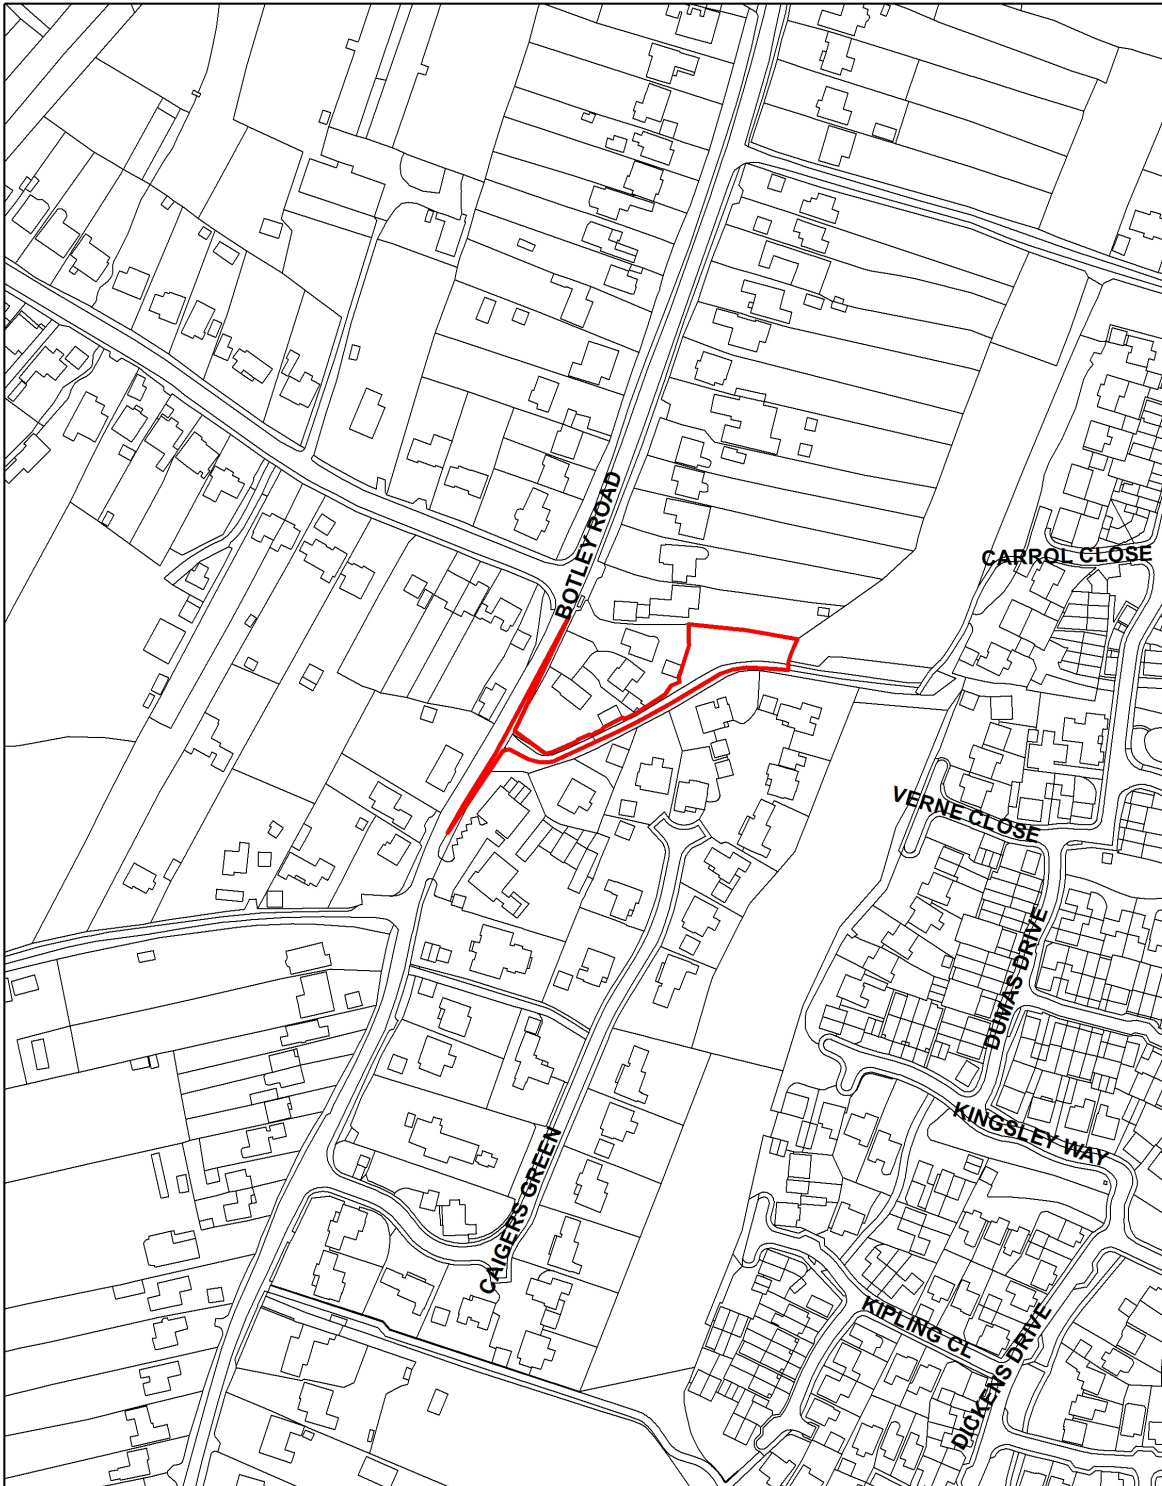 BOTLEY ROAD
CARROL CLOSE
VERNE CLOSE
DUMAS DRIVE
KINGSLEY WAY
CAIGERS GREEN
KIPLING CL
DICKENS DRIVE